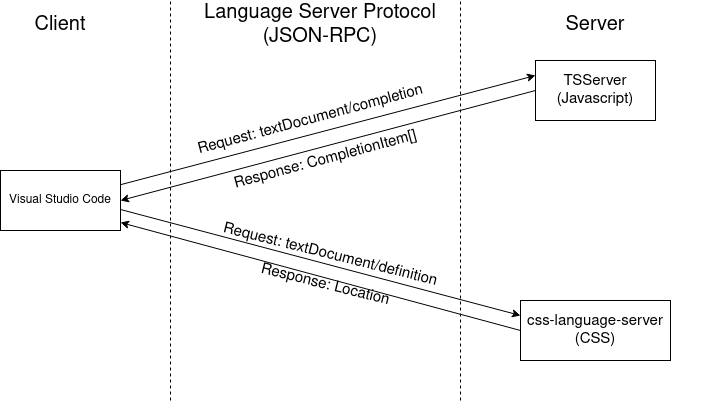 Client
Language Server Protocol
(JSON-RPC)
Server
TSServer
(Javascript)
Request: textDocument/completion
Response: CompletionItem[]
Visual Studio Code
Request: textDocument/definition
Response: Location
css-language-server
(CSS)